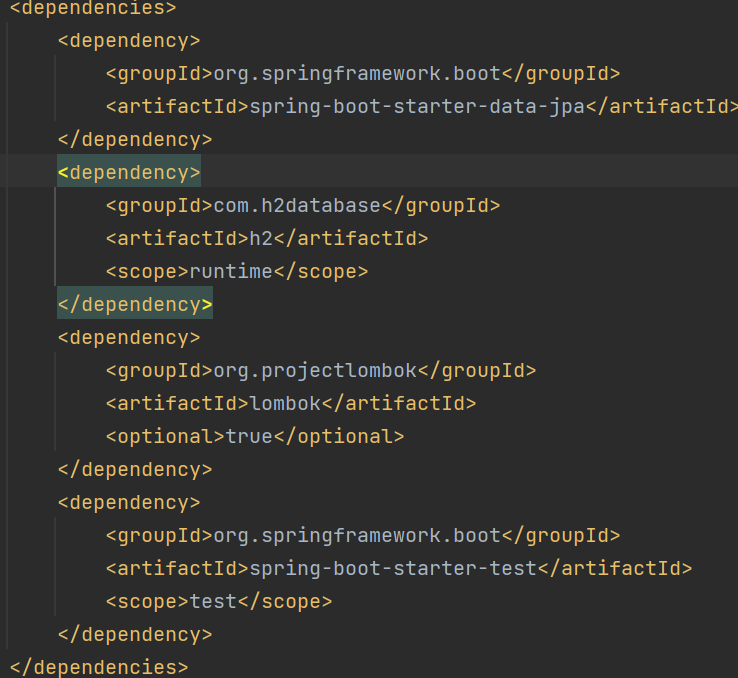 <dependencies>
<dependency>
<groupId>org.springframework.boot</groupId>
<artifactId>spring-boot-starter-data-jpa</artifactId>
</dependency>
<dependency>
<groupId>com.h2database</groupId>
<artifactId>h2</artifactId>
<scope>runtime</scope>
</dependency>
<dependency>
<groupId>org.projectlombok</groupId>
<artifactId>lombok</artifactId>
<optional>true</optional>
</dependency>
<dependency>
<groupId>org.springframework.boot</groupId>
<artifactId>spring-boot-starter-test</artifactId>
<scope>test</scope>
</dependency>
</dependencies>